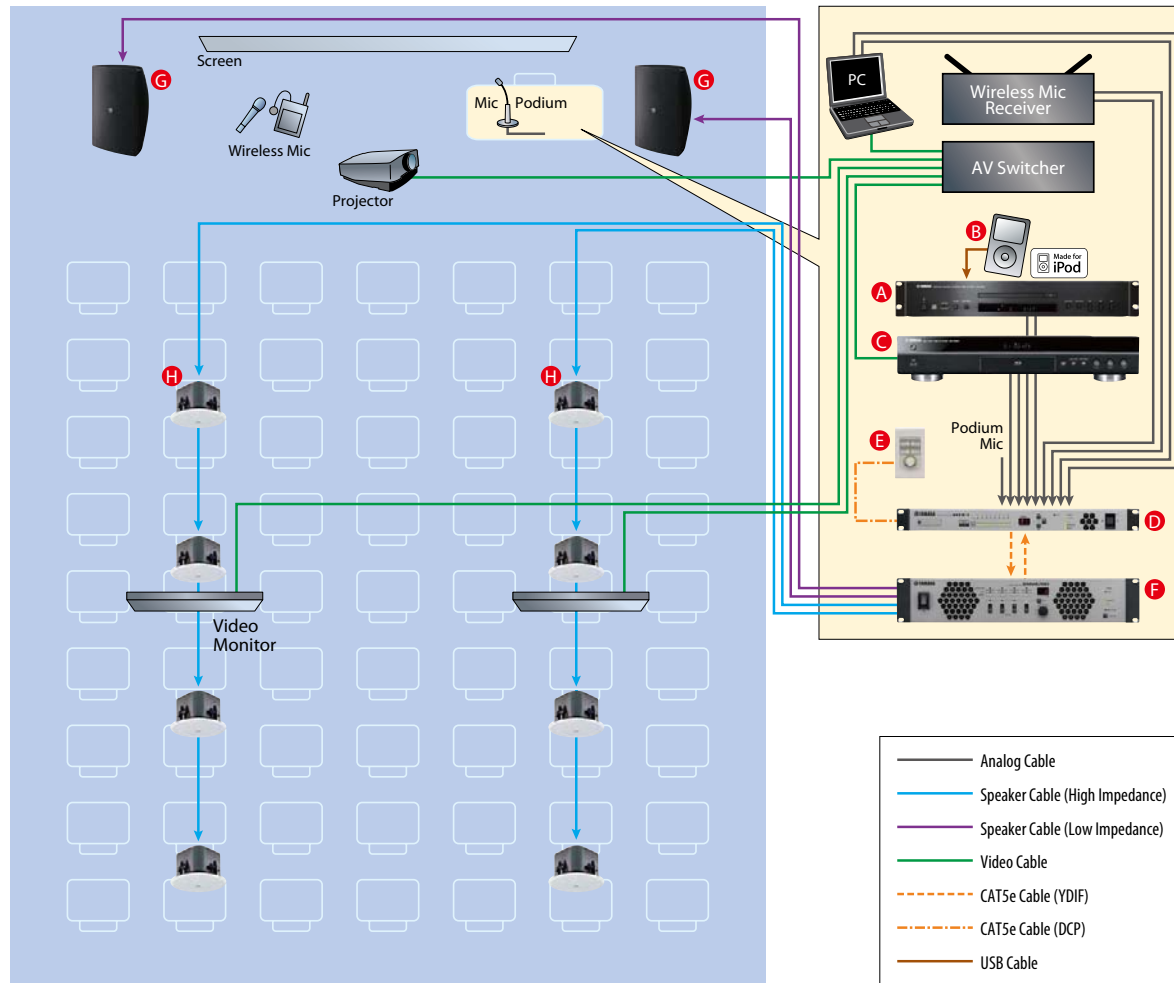 Screen
G
G
Mic
Podium
Wireless Mic
Projector
PC
Wireless Mic
Receiver
AV Switcher
B
Made for
iPod
A
C
H
H
Podium
Mic
E
YAMAHA
D
YAMAHA
F
Video
Monitor
Analog Cable
Speaker Cable (High Impedance)
Speaker Cable (Low Impedance)
Video Cable
CAT5e Cable (YDIF)
CAT5e Cable (DCP)
USB Cable